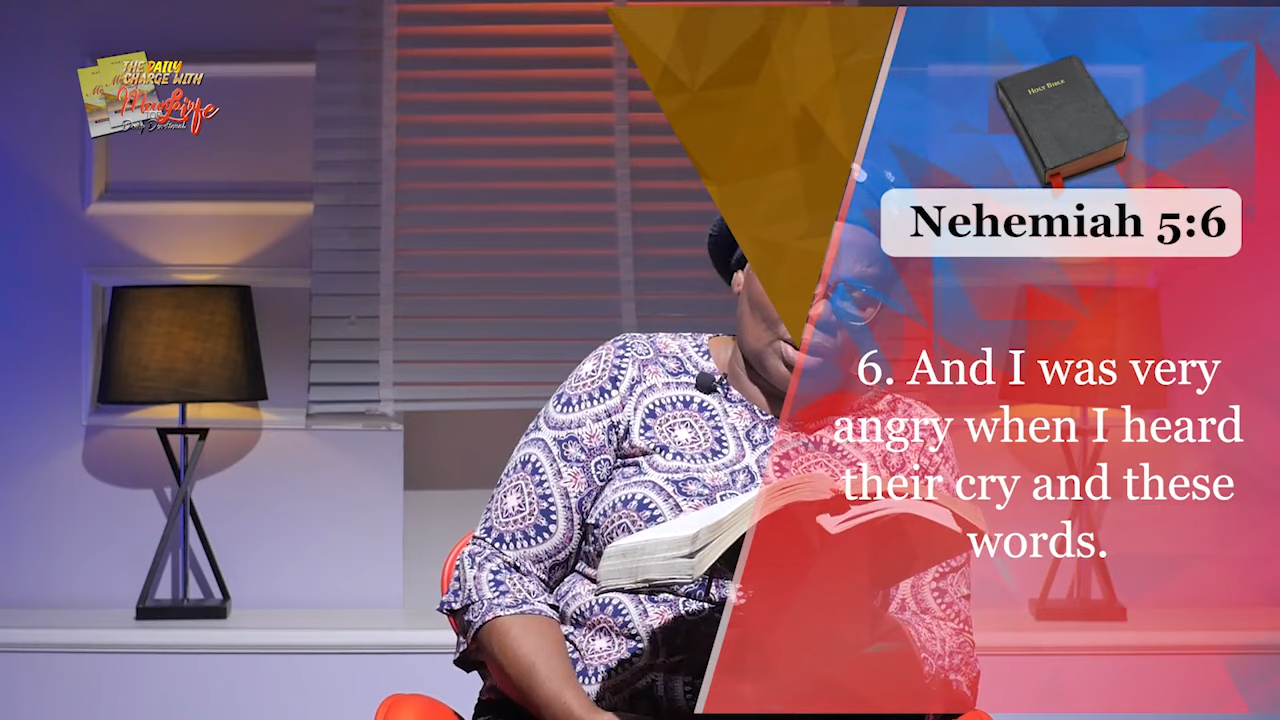 THE DAILY
CHARGE WITH
HOLY BIBLE
Nehemiah 5:6
6. And I was very
angry when I heard
their cry and these
words.